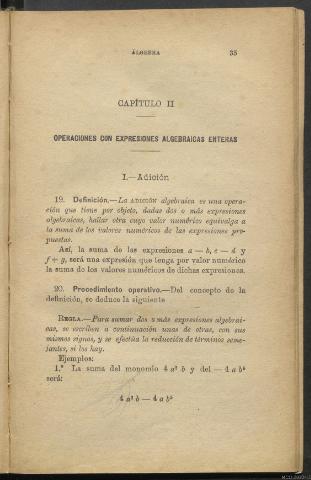 ÁLGEBRA 35
CAPÍTULO II
OPERACIONES CON EXPRESIONES ALGEBRAICAS ENTERAS
I.—Adición
19. Definición.—La ADICIÓN algebraica es una opera-
ción que tiene por objeto, dadas dos o más expresiones
algebraicas, hallar otra cuyo valor numérico equivalga a
la suma de los valores numéricos de las expresiones pro-
puestas.
Así, la suma de las expresiones a — b, c — d y
f + g, será una expresión que tenga por valor numérico
la suma de los valores numéricos de dichas expresiones.
20. Procedimiento operativo.—Del concepto de la
definición, se deduce la siguiente
REGLA.—Para sumar dos o más expresiones algebrai-
cas, se escriben a continuación unas de otras, con sus
mismos signos, y se efectúa la reducción de términos seme-
jantes, si los hay.
Ejemplos:
1.º La suma del monomio 4 a³ b y del — 4 a b⁴
será:
4 a³ b — 4 a b⁴